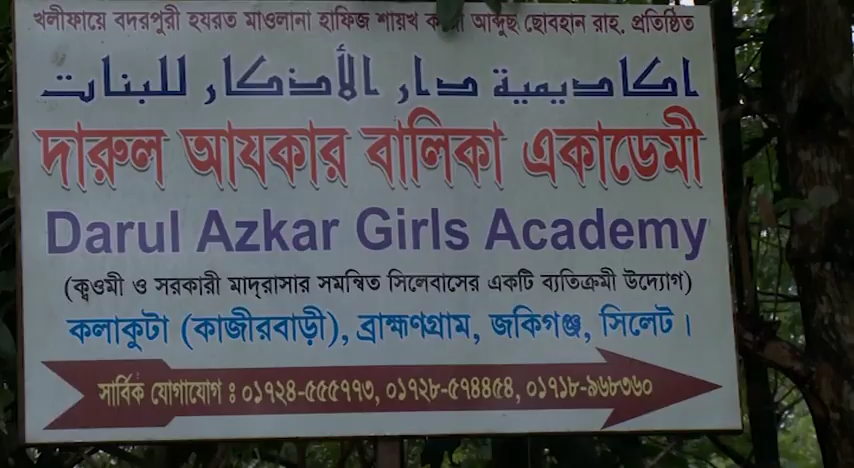 খলীফায়ে বদরপুরী হযরত মাওলানা হাফিজ শায়খ আব্দুছ ছোবহান রাহ. প্রতিষ্ঠিত
اكاديمية دار الأذكار للبنات
দারুল আযকার বালিকা একাডেমী
Darul Azkar Girls Academy
(ক্বওমী ও সরকারী মাদ্রাসার সমন্বিত সিলেবাসের একটি ব্যতিক্রমী উদ্যোগ)
কলাকুটা (কাজীরবাড়ী), ব্রাহ্মণগ্রাম, জকিগঞ্জ, সিলেট।
সার্বিক যোগাযোগ : ০১৭২৪-৫৫৫৭৭৩, ০১৭২৮-৫৭৪৪৫৪, ০১৭১৮-৯৬৮৩৬০